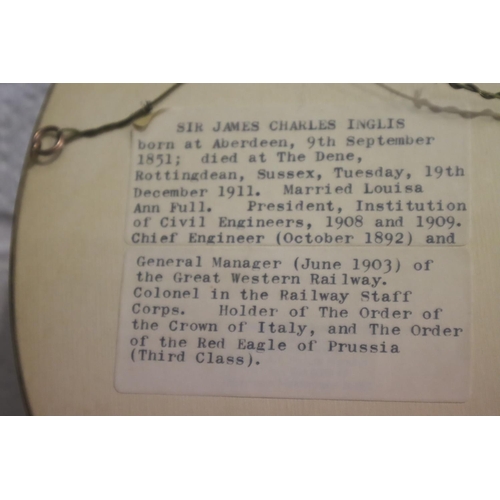 SIR JAMES CHARLES INGLIS
born at Aberdeen, 9th September
1851; died at The Dene,
Rottingdean, Sussex, Tuesday, 19th
December 1911. Married Louisa
Ann Full. President, Institution
of Civil Engineers, 1908 and 1909.
Chief Engineer (October 1892) and
General Manager (June 1903) of
the Great Western Railway.
Colonel in the Railway Staff
Corps. Holder of The Order of
the Crown of Italy, and The Order
of the Red Eagle of Prussia
(Third Class).